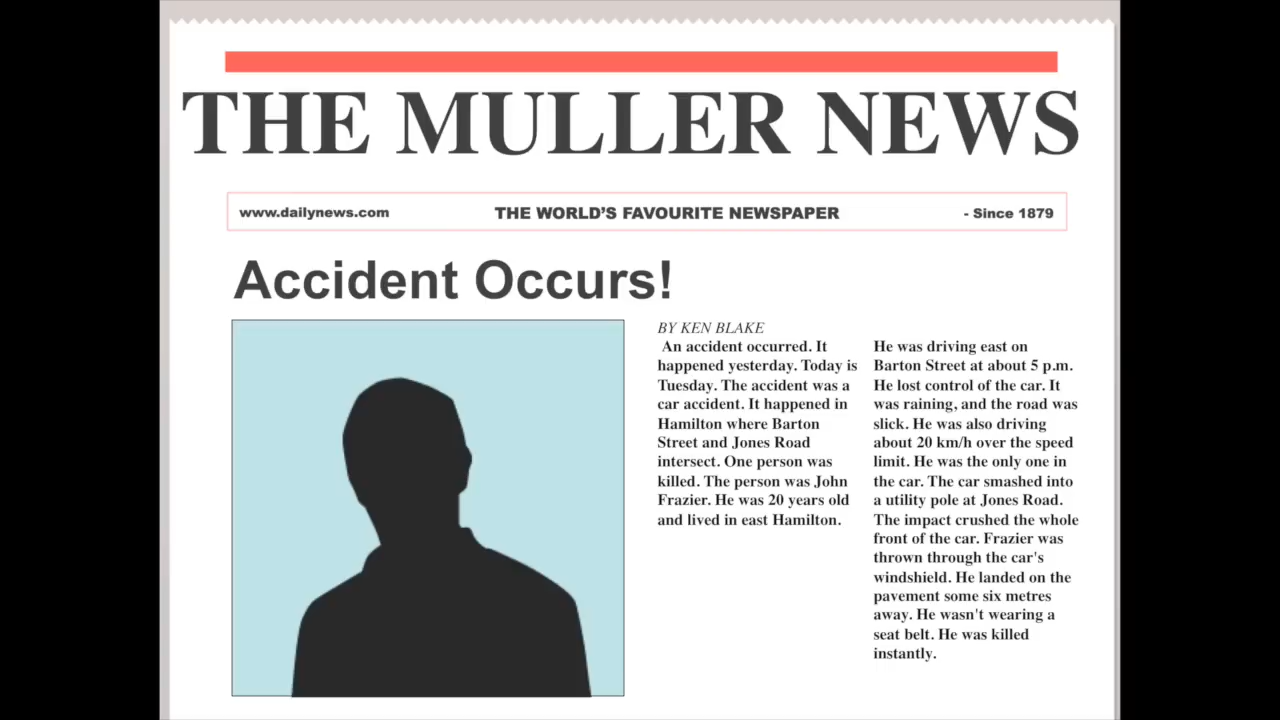 THE MULLER NEWS
www.dailynews.com THE WORLD’S FAVOURITE NEWSPAPER - Since 1879
Accident Occurs!
BY KEN BLAKE
An accident occurred. It
happened yesterday. Today is
Tuesday. The accident was a
car accident. It happened in
Hamilton where Barton
Street and Jones Road
intersect. One person was
killed. The person was John
Frazier. He was 20 years old
and lived in east Hamilton.
He was driving east on
Barton Street at about 5 p.m.
He lost control of the car. It
was raining, and the road was
slick. He was also driving
about 20 km/h over the speed
limit. He was the only one in
the car. The car smashed into
a utility pole at Jones Road.
The impact crushed the whole
front of the car. Frazier was
thrown through the car's
windshield. He landed on the
pavement some six metres
away. He wasn't wearing a
seat belt. He was killed
instantly.